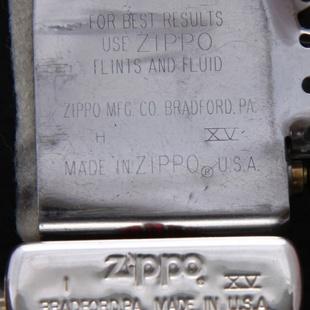 FOR BEST RESULTS
USE ZIPPO
FLINTS AND FLUID
ZIPPO MFG. CO. BRADFORD, PA.
H XV
MADE IN ZIPPO® U.S.A.
I Zippo® XV
BRADFORD,PA. MADE IN U.S.A.